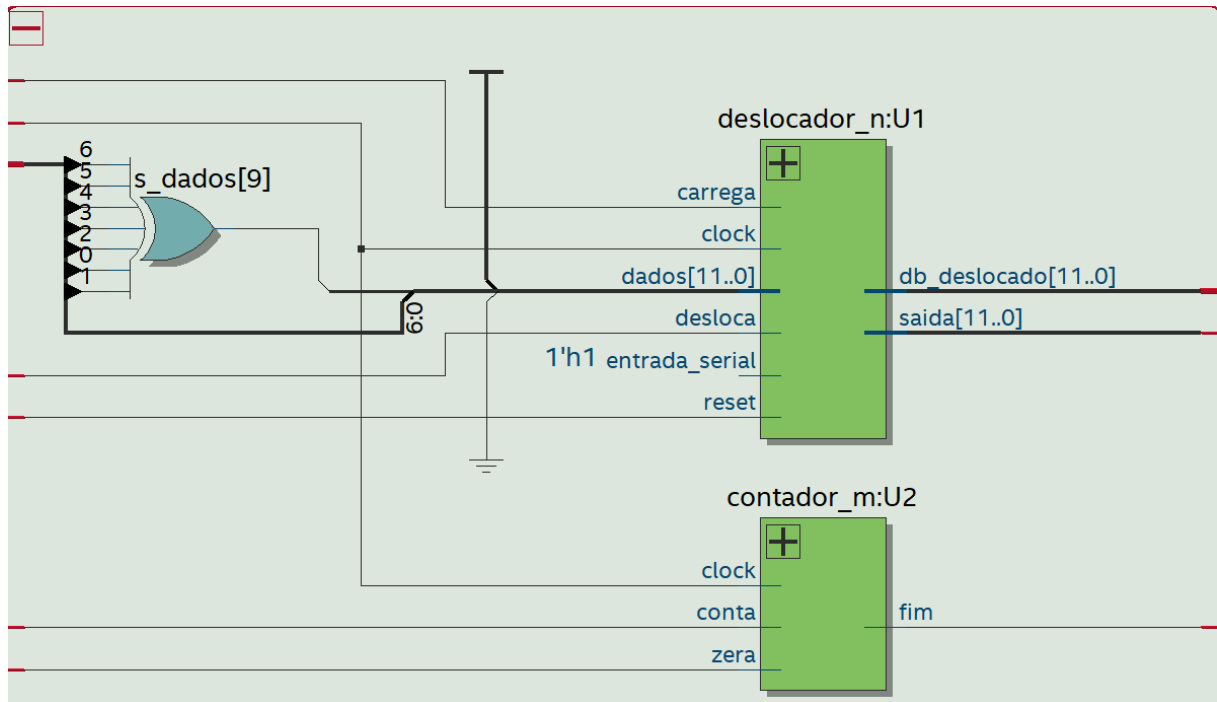 deslocador_n:U1
6
5
4
3
2
0
1
s_dados[9]
carrega
clock
dados[11..0]
desloca
1'h1 entrada_serial
reset
db_deslocado[11..0]
saida[11..0]
6:0
contador_m:U2
clock
conta
zera
fim